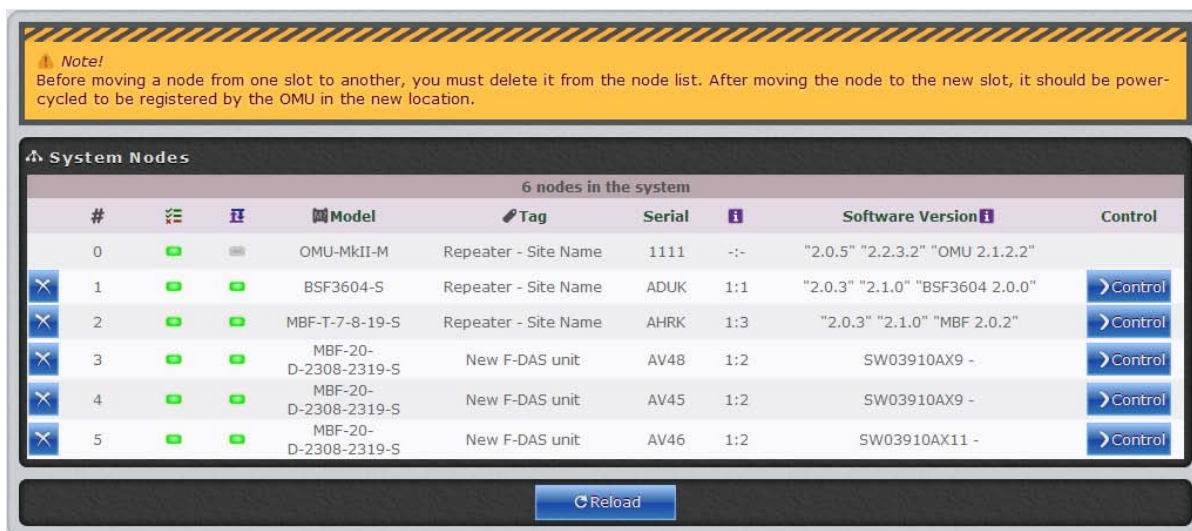 Note!
Before moving a node from one slot to another, you must delete it from the node list. After moving the node to the new slot, it should be power-
cycled to be registered by the OMU in the new location.
System Nodes
6 nodes in the system
# Model Tag Serial i Software Version i Control
0 OMU-MkII-M Repeater - Site Name 1111 -:- "2.0.5" "2.2.3.2" "OMU 2.1.2.2"
1 BSF3604-S Repeater - Site Name ADUK 1:1 "2.0.3" "2.1.0" "BSF3604 2.0.0" Control
2 MBF-T-7-8-19-S Repeater - Site Name AHRK 1:3 "2.0.3" "2.1.0" "MBF 2.0.2" Control
MBF-20-
3 D-2308-2319-S New F-DAS unit AV48 1:2 SW03910AX9 - Control
MBF-20-
4 D-2308-2319-S New F-DAS unit AV45 1:2 SW03910AX9 - Control
MBF-20-
5 D-2308-2319-S New F-DAS unit AV46 1:2 SW03910AX11 - Control
Reload